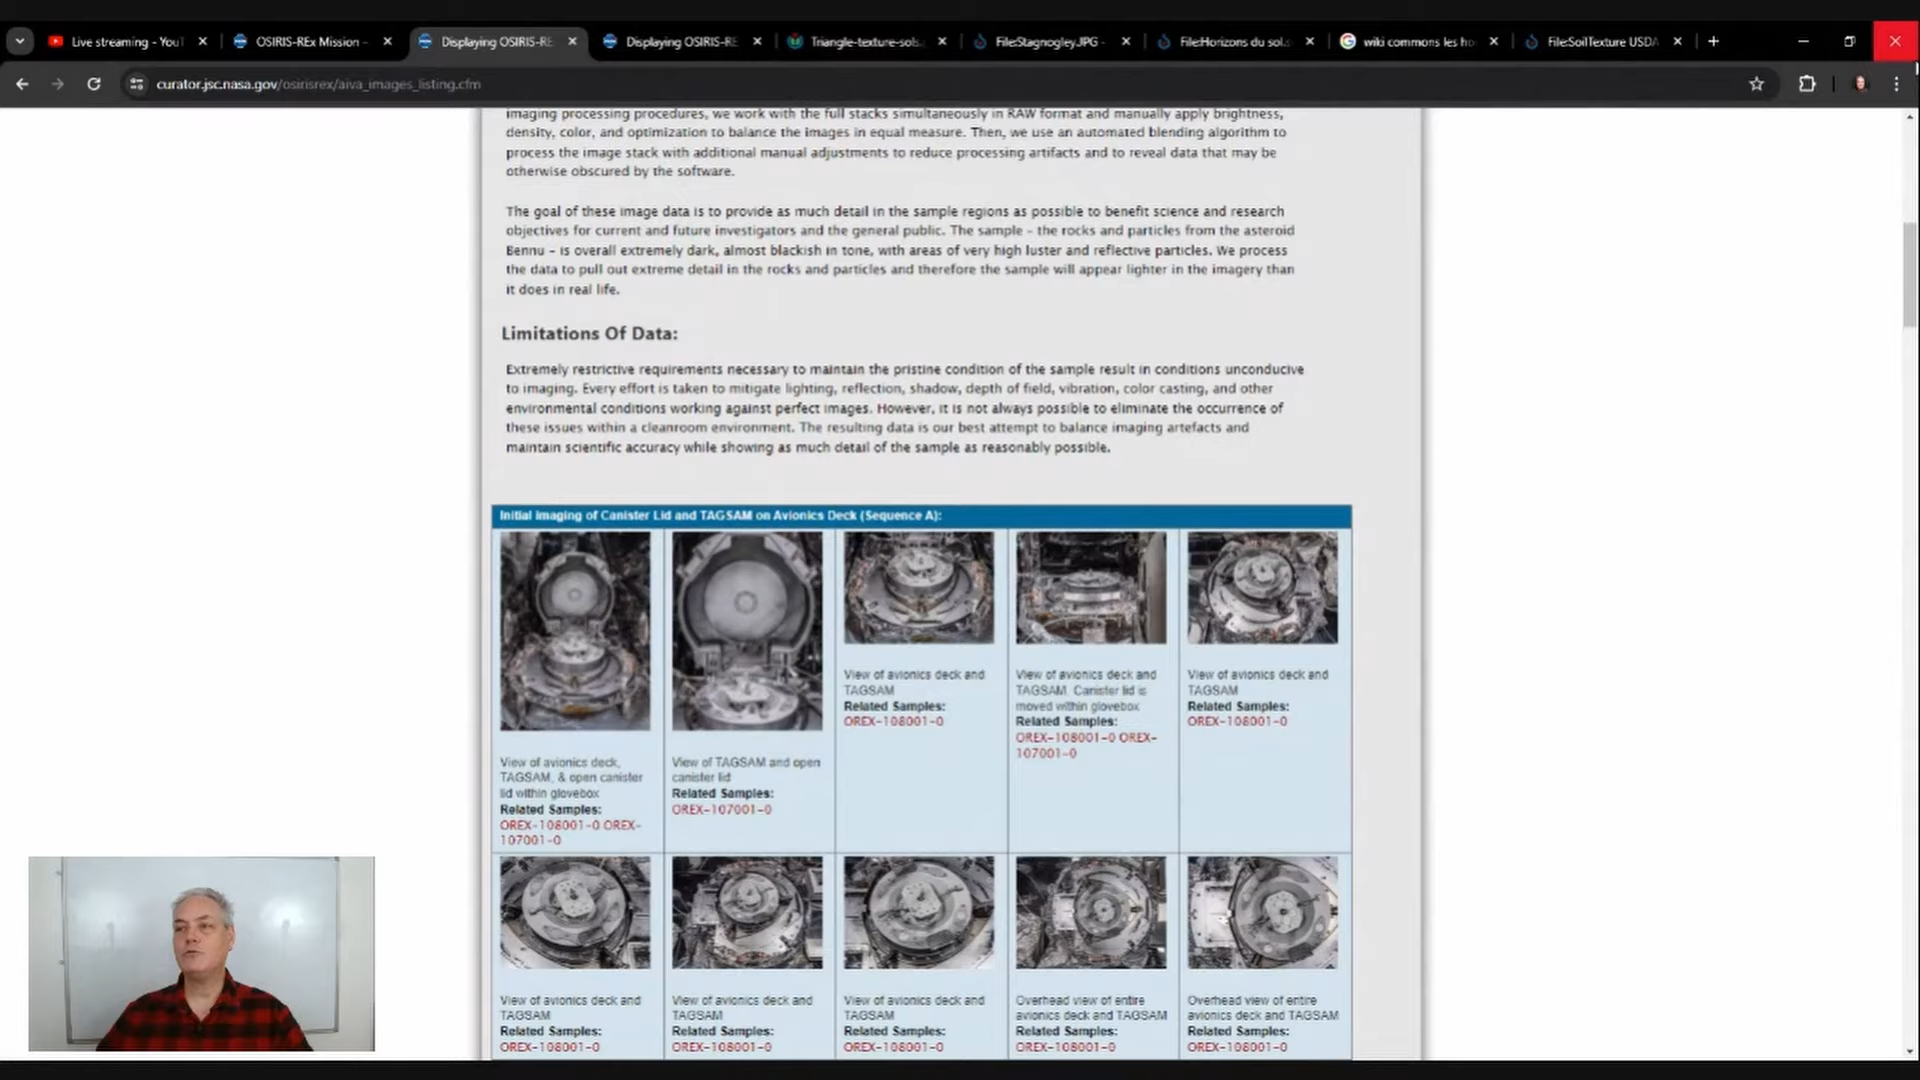 Live streaming - YouT
OSIRIS-REx Mission -
Displaying OSIRIS-RE
Displaying OSIRIS-RE
Triangle-texture-sols.
File:Stagnogley.JPG -
File:Horizons du sol.s
wiki commons les ho
File:SoilTexture USDA
curator.jsc.nasa.gov/osirisrex/aiva_images_listing.cfm
imaging processing procedures, we work with the full stacks simultaneously in RAW format and manually apply brightness,
density, color, and optimization to balance the images in equal measure. Then, we use an automated blending algorithm to
process the image stack with additional manual adjustments to reduce processing artifacts and to reveal data that may be
otherwise obscured by the software.
The goal of these image data is to provide as much detail in the sample regions as possible to benefit science and research
objectives for current and future investigators and the general public. The sample - the rocks and particles from the asteroid
Bennu - is overall extremely dark, almost blackish in tone, with areas of very high luster and reflective particles. We process
the data to pull out extreme detail in the rocks and particles and therefore the sample will appear lighter in the imagery than
it does in real life.
Limitations Of Data:
Extremely restrictive requirements necessary to maintain the pristine condition of the sample result in conditions unconducive
to imaging. Every effort is taken to mitigate lighting, reflection, shadow, depth of field, vibration, color casting, and other
environmental conditions working against perfect images. However, it is not always possible to eliminate the occurrence of
these issues within a cleanroom environment. The resulting data is our best attempt to balance imaging artefacts and
maintain scientific accuracy while showing as much detail of the sample as reasonably possible.
Initial Imaging of Canister Lid and TAGSAM on Avionics Deck (Sequence A):
View of avionics deck,
TAGSAM, & open canister
lid within glovebox
Related Samples:
OREX-108001-0 OREX-
107001-0
View of TAGSAM and open
canister lid
Related Samples:
OREX-107001-0
View of avionics deck and
TAGSAM
Related Samples:
OREX-108001-0
View of avionics deck and
TAGSAM. Canister lid is
moved within glovebox
Related Samples:
OREX-108001-0 OREX-
107001-0
View of avionics deck and
TAGSAM
Related Samples:
OREX-108001-0
View of avionics deck and
TAGSAM
Related Samples:
OREX-108001-0
View of avionics deck and
TAGSAM
Related Samples:
OREX-108001-0
View of avionics deck and
TAGSAM
Related Samples:
OREX-108001-0
Overhead view of entire
avionics deck and TAGSAM
Related Samples:
OREX-108001-0
Overhead view of entire
avionics deck and TAGSAM
Related Samples:
OREX-108001-0